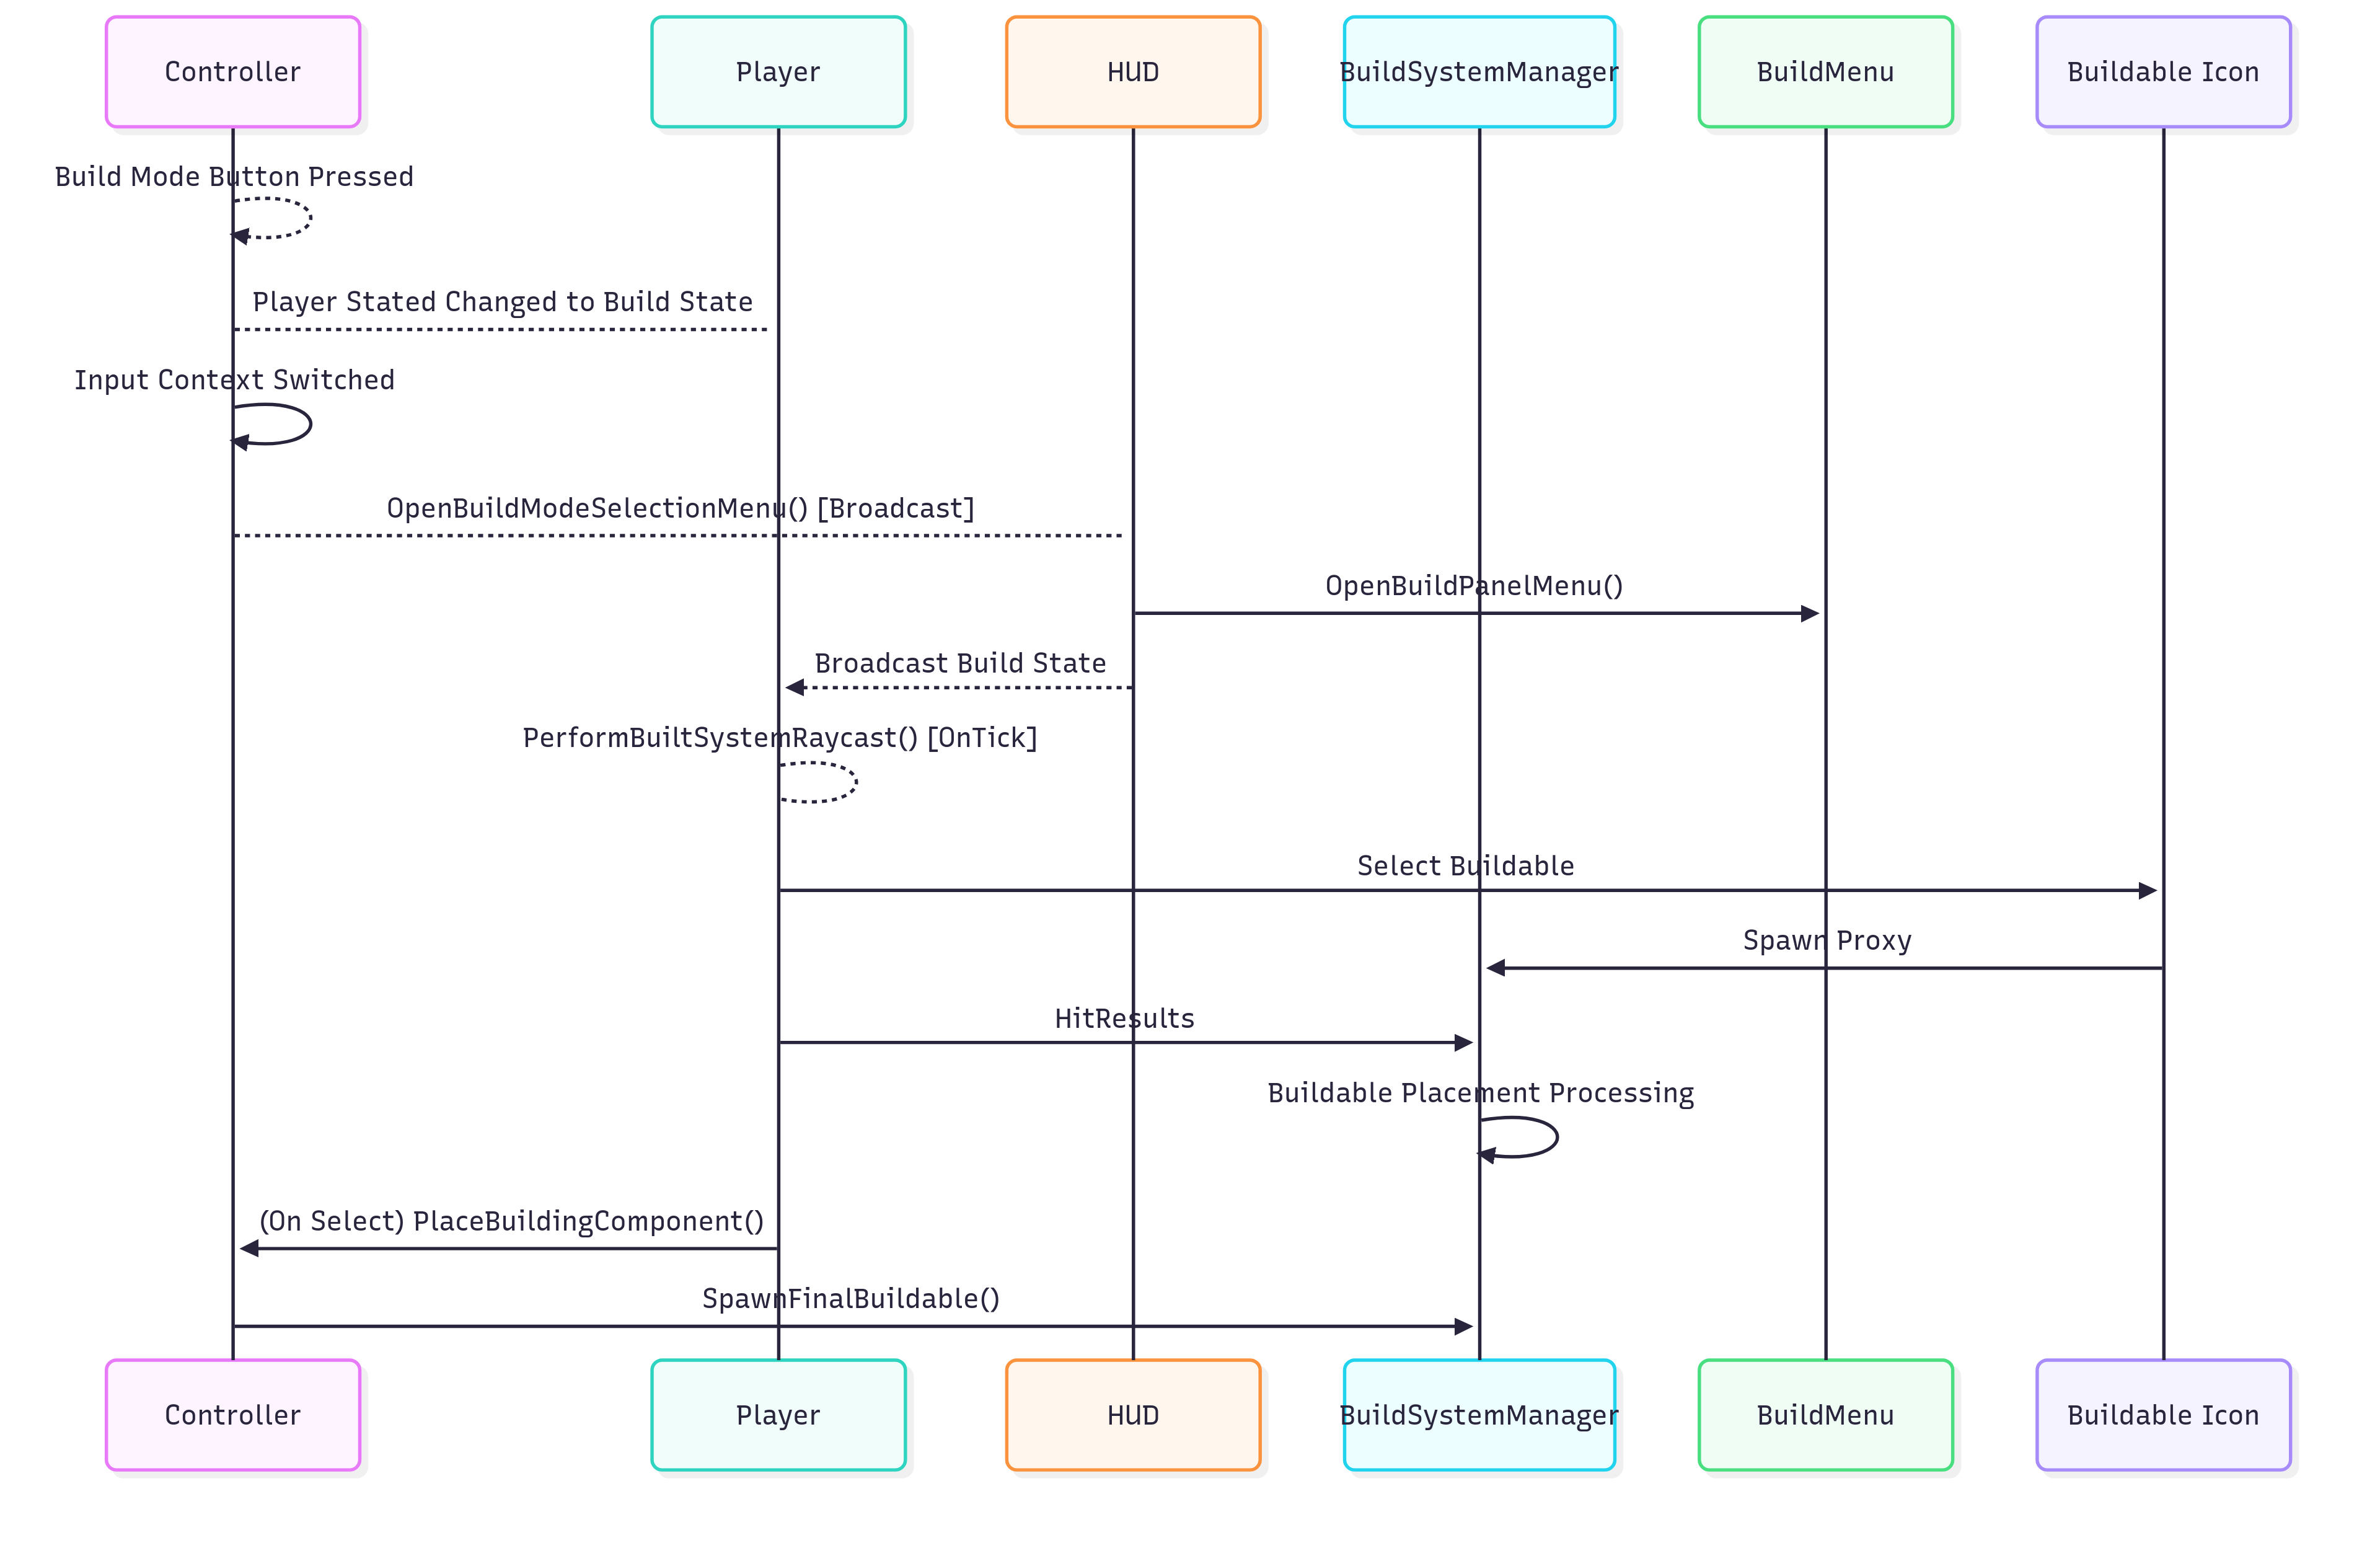 Controller
Player
HUD
BuildSystemManager
BuildMenu
Buildable Icon
Build Mode Button Pressed
Player Stated Changed to Build State
Input Context Switched
OpenBuildModeSelectionMenu() [Broadcast]
OpenBuildPanelMenu()
Broadcast Build State
PerformBuiltSystemRaycast() [OnTick]
Select Buildable
Spawn Proxy
HitResults
Buildable Placement Processing
(On Select) PlaceBuildingComponent()
SpawnFinalBuildable()
Controller
Player
HUD
BuildSystemManager
BuildMenu
Buildable Icon